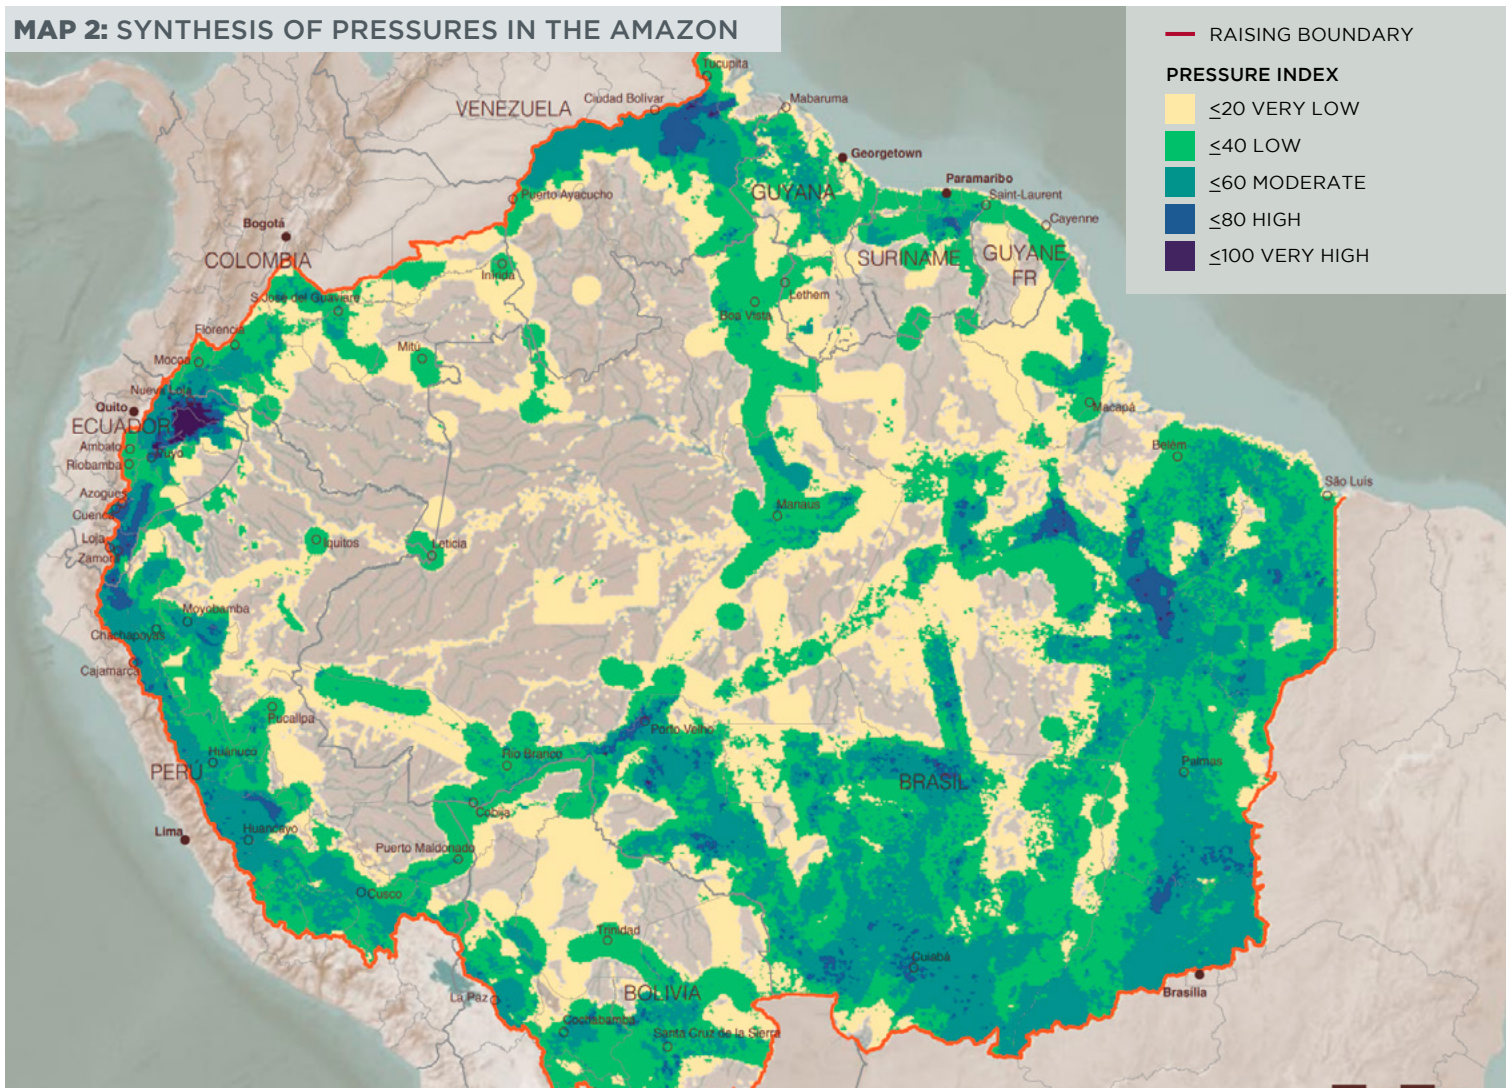 MAP 2: SYNTHESIS OF PRESSURES IN THE AMAZON
RAISING BOUNDARY
PRESSURE INDEX
≤20 VERY LOW
≤40 LOW
≤60 MODERATE
≤80 HIGH
≤100 VERY HIGH
Tucupita
VENEZUELA
Ciudad Bolívar
Mabaruma
Georgetown
Paramaribo
Puerto Ayacucho
GUYANA
Saint-Laurent
Cayenne
Bogotá
COLOMBIA
SURINAME
GUYANE
FR
Inírida
Lethem
S. José del Guaviare
Boa Vista
Florencia
Mitú
Mocoa
Nueva Loja
Quito
Macapá
ECUADOR
Ambato
Puyo
Belém
Riobamba
São Luís
Azogues
Manaus
Cuenca
Loja
Iquitos
Leticia
Zamora
Moyobamba
Chachapoyas
Cajamarca
Pucallpa
Porto Velho
Huánuco
Rio Branco
Palmas
PERÚ
BRASIL
Cobija
Lima
Huancayo
Puerto Maldonado
Cusco
Trinidad
Cuiabá
La Paz
BOLIVIA
Brasília
Cochabamba
Santa Cruz de la Sierra